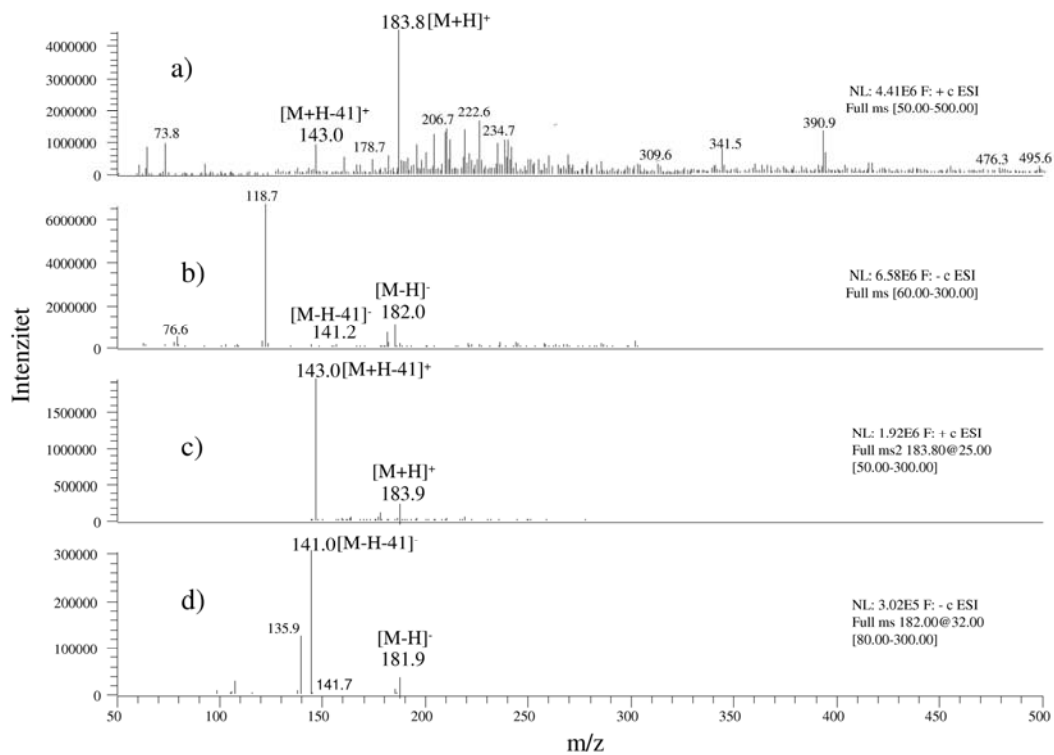 183.8 [M+H]+
4000000
a)
3000000
[M+H-41]+
NL: 4.41E6 F: + c ESI
Full ms [50.00-500.00]
2000000
143.0
206.7
222.6
390.9
73.8
234.7
341.5
1000000
178.7
309.6
476.3
495.6
0
118.7
6000000
b)
NL: 6.58E6 F: - c ESI
Full ms [60.00-300.00]
4000000
[M-H]-
[M-H-41]-
182.0
2000000
76.6
141.2
0
Intenzitet
143.0 [M+H-41]+
1500000
c)
NL: 1.92E6 F: + c ESI
Full ms2 183.80@25.00
[50.00-300.00]
1000000
[M+H]+
500000
183.9
0
141.0 [M-H-41]-
300000
d)
200000
NL: 3.02E5 F: - c ESI
Full ms 182.00@32.00
[80.00-300.00]
135.9
[M-H]-
100000
181.9
141.7
0
50 100 150 200 250 300 350 400 450 500
m/z